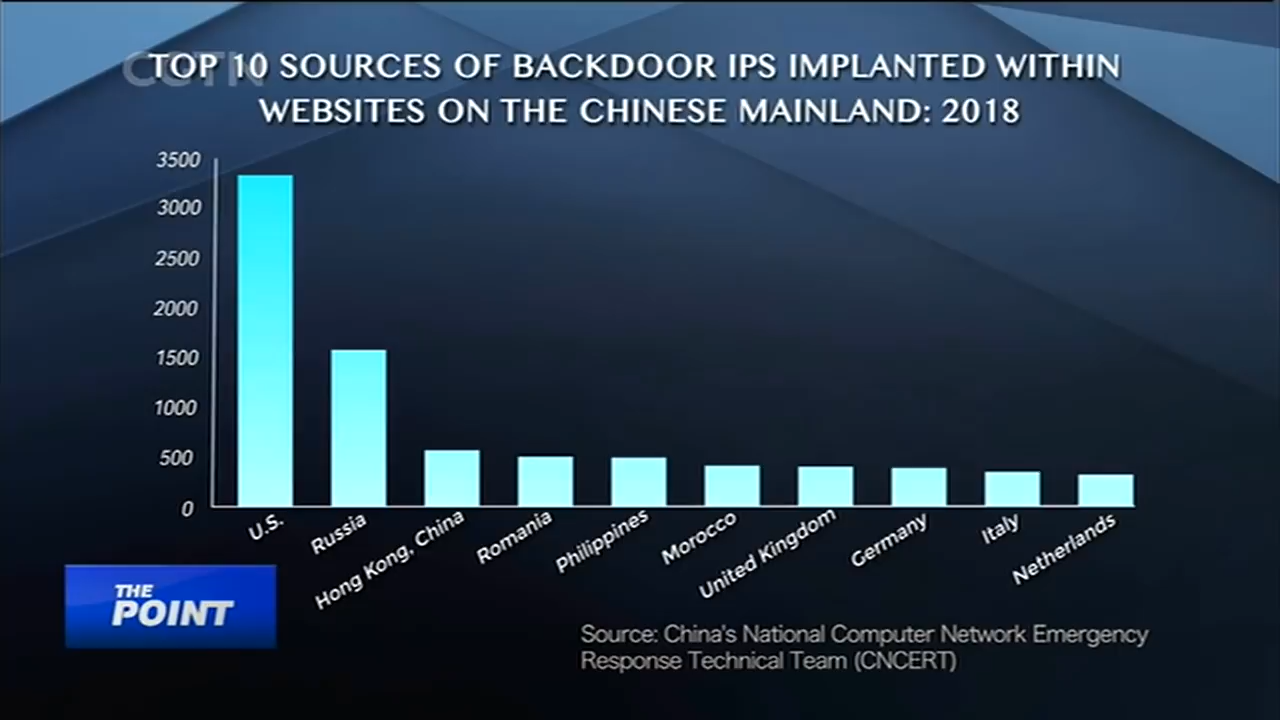 CGTN
TOP 10 SOURCES OF BACKDOOR IPS IMPLANTED WITHIN
WEBSITES ON THE CHINESE MAINLAND: 2018
3500
3000
2500
2000
1500
1000
500
0
U.S.
Russia
Hong Kong, China
Romania
Philippines
Morocco
United Kingdom
Germany
Italy
Netherlands
THE
POINT
Source: China's National Computer Network Emergency
Response Technical Team (CNCERT)